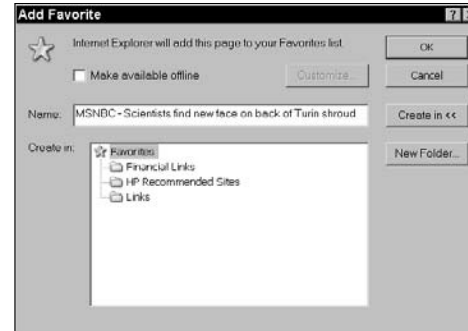 Add Favorite
Internet Explorer will add this page to your Favorites list.
OK
Make available offline
Customize...
Cancel
Name:
MSNBC - Scientists find new face on back of Turin shroud
Create in <<
Create in:
Favorites
New Folder...
Financial Links
HP Recommended Sites
Links